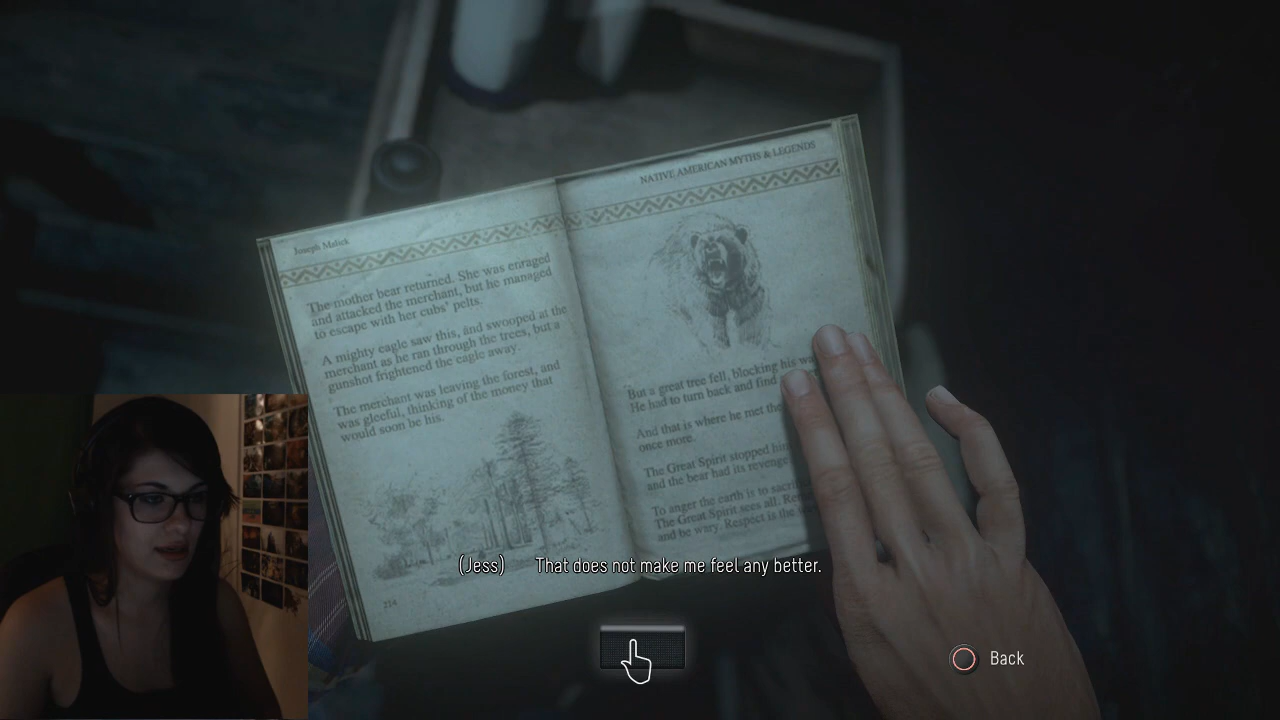 Joseph Malick
The mother bear returned. She was enraged
and attacked the merchant, but he managed
to escape with her cubs' pelts.
A mighty eagle saw this, and swooped at the
merchant as he ran through the trees, but a
gunshot frightened the eagle away.
The merchant was leaving the forest, and
was gleeful, thinking of the money that
would soon be his.
214
NATIVE AMERICAN MYTHS & LEGENDS
But a great tree fell, blocking his
He had to turn back and find
And that is where he met the
once more.
The Great Spirit stopped
and the bear had its revenge
To anger the earth is to
The Great Spirit sees all.
and be wary. Respect is the
(Jess) That does not make me feel any better.
Back